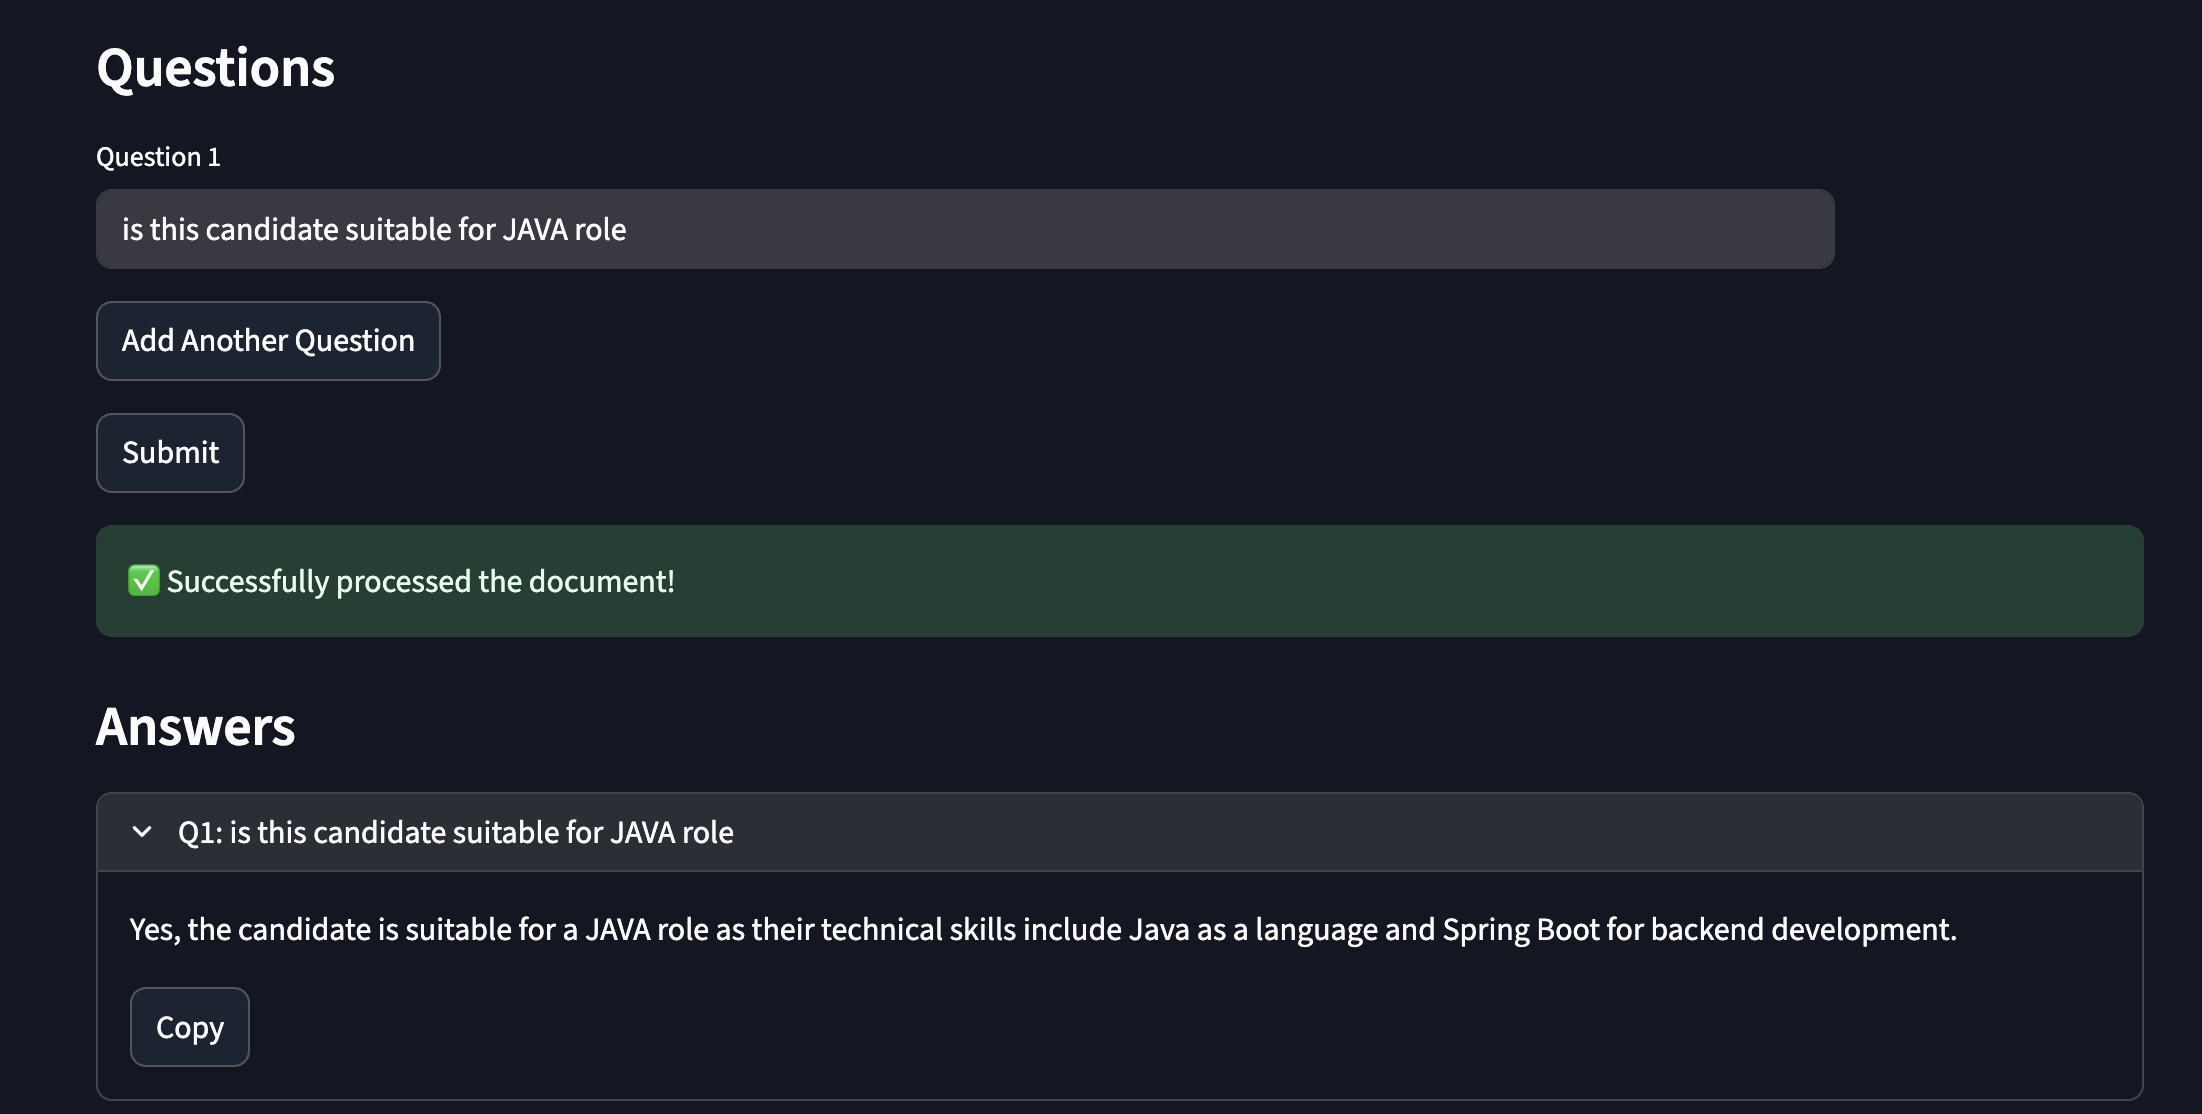 Questions
Question 1
is this candidate suitable for JAVA role
Add Another Question
Submit
✅ Successfully processed the document!
Answers
Q1: is this candidate suitable for JAVA role
Yes, the candidate is suitable for a JAVA role as their technical skills include Java as a language and Spring Boot for backend development.
Copy